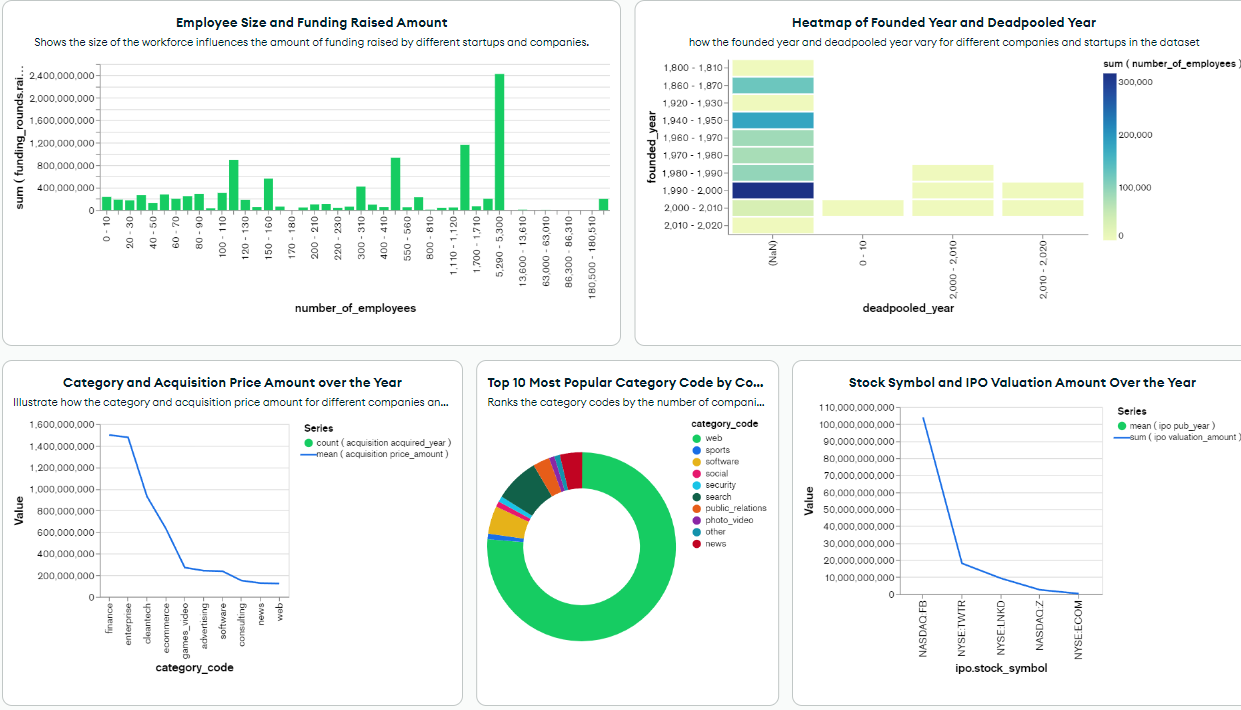 Employee Size and Funding Raised Amount
Shows the size of the workforce influences the amount of funding raised by different startups and companies.
sum ( funding_rounds.rai...
2,400,000,000
2,000,000,000
1,600,000,000
1,200,000,000
800,000,000
400,000,000
0
0 - 10
20 - 30
40 - 50
60 - 70
80 - 90
100 - 110
120 - 130
150 - 160
170 - 180
200 - 210
220 - 230
300 - 310
400 - 410
550 - 560
800 - 810
1,110 - 1,120
1,700 - 1,710
5,290 - 5,300
13,600 - 13,610
63,000 - 63,010
86,300 - 86,310
180,500 - 180,510
number_of_employees
Heatmap of Founded Year and Deadpooled Year
how the founded year and deadpooled year vary for different companies and startups in the dataset
founded_year
1,800 - 1,810
1,860 - 1,870
1,920 - 1,930
1,940 - 1,950
1,960 - 1,970
1,970 - 1,980
1,980 - 1,990
1,990 - 2,000
2,000 - 2,010
2,010 - 2,020
(NaN)
0 - 10
2,000 - 2,010
2,010 - 2,020
deadpooled_year
sum ( number_of_employees )
300,000
200,000
100,000
0
Category and Acquisition Price Amount over the Year
Illustrate how the category and acquisition price amount for different companies an...
Value
1,600,000,000
1,400,000,000
1,200,000,000
1,000,000,000
800,000,000
600,000,000
400,000,000
200,000,000
0
finance
enterprise
cleantech
ecommerce
games_video
advertising
software
consulting
news
web
category_code
Series
count ( acquisition acquired_year )
mean ( acquisition price_amount )
Top 10 Most Popular Category Code by Co...
Ranks the category codes by the number of compani...
category_code
web
sports
software
social
security
search
public_relations
photo_video
other
news
Stock Symbol and IPO Valuation Amount Over the Year
Value
110,000,000,000
100,000,000,000
90,000,000,000
80,000,000,000
70,000,000,000
60,000,000,000
50,000,000,000
40,000,000,000
30,000,000,000
20,000,000,000
10,000,000,000
0
NASDAQ:FB
NYSE:TWTR
NYSE:LNKD
NASDAQ:Z
NYSE:ECOM
ipo.stock_symbol
Series
mean ( ipo pub_year )
sum ( ipo valuation_amount )